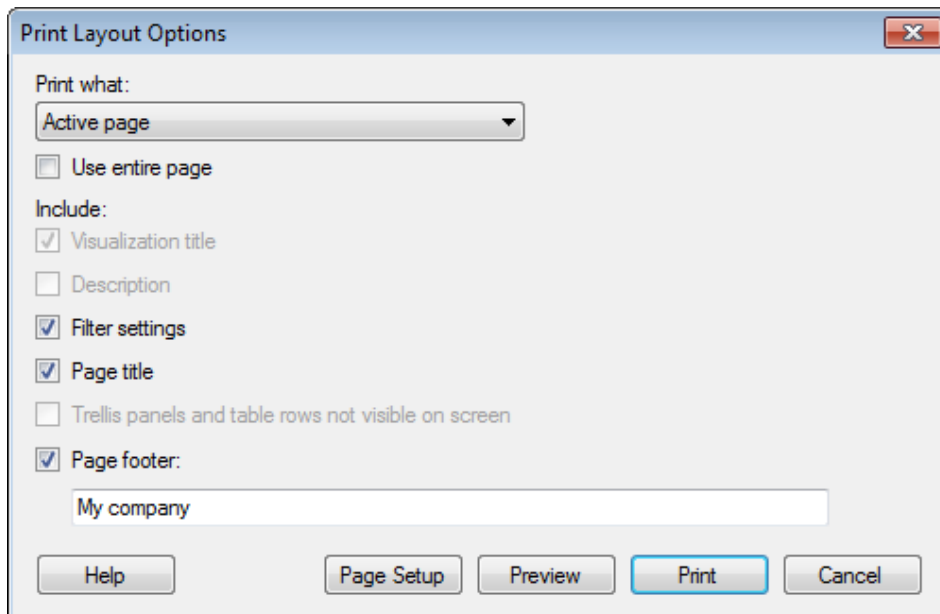 Print Layout Options
Print what:
Active page
Use entire page
Include:
Visualization title
Description
Filter settings
Page title
Trellis panels and table rows not visible on screen
Page footer:
My company
Help Page Setup Preview Print Cancel